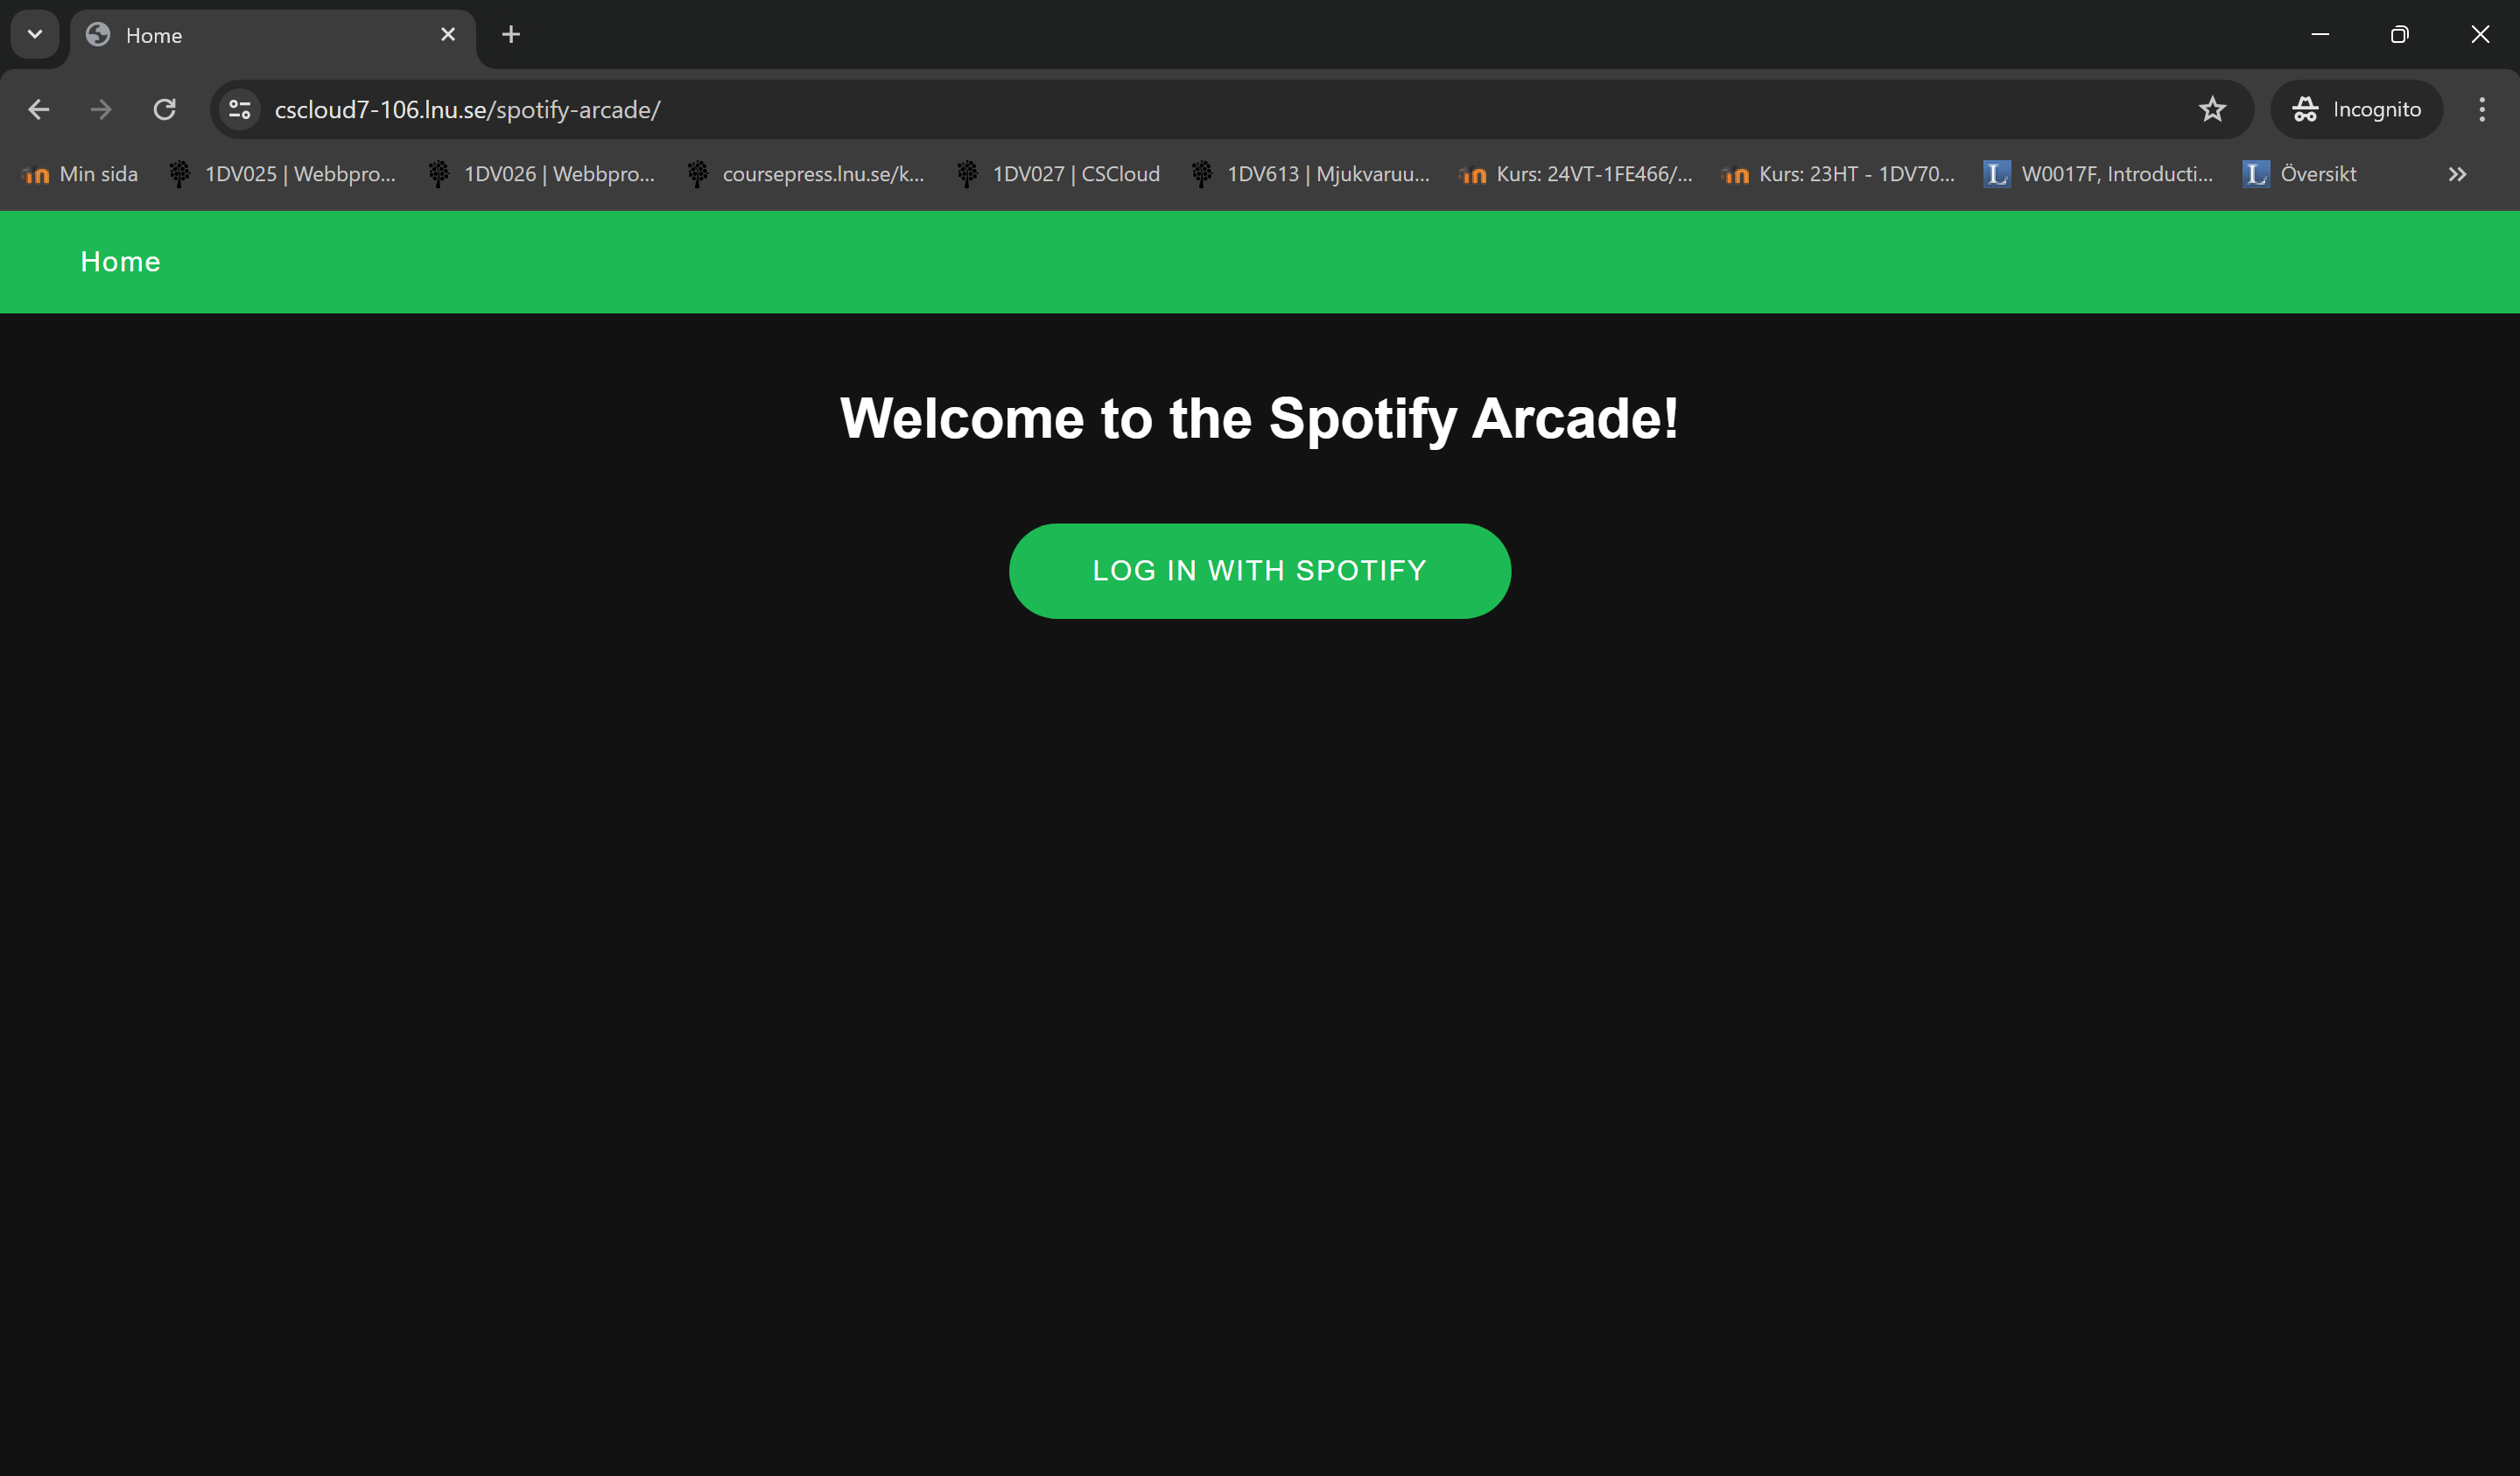 Home
cscloud7-106.lnu.se/spotify-arcade/
Incognito
Min sida
1DV025 | Webbpro...
1DV026 | Webbpro...
coursepress.lnu.se/k...
1DV027 | CSCloud
1DV613 | Mjukvaruu...
Kurs: 24VT-1FE466/...
Kurs: 23HT - 1DV70...
W0017F, Introducti...
Översikt
Home
Welcome to the Spotify Arcade!
LOG IN WITH SPOTIFY